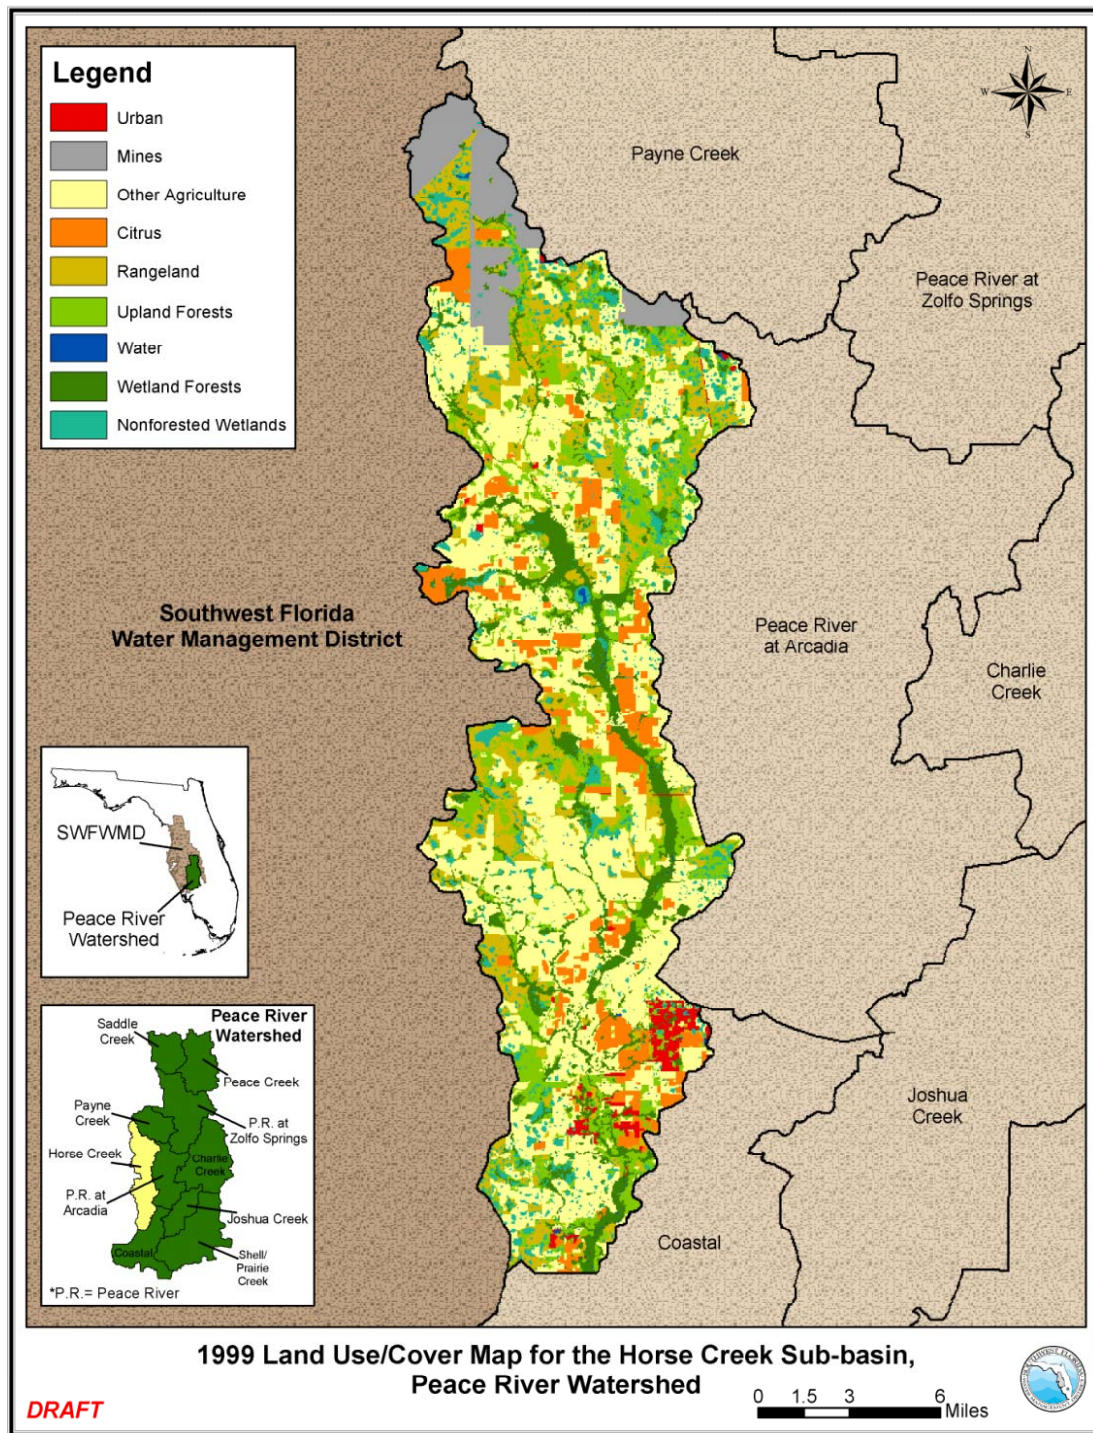 Legend
Urban
Mines
Other Agriculture
Citrus
Rangeland
Upland Forests
Water
Wetland Forests
Nonforested Wetlands
N
W
E
S
Payne Creek
Peace River at
Zolfo Springs
Southwest Florida
Water Management District
Peace River
at Arcadia
Charlie
Creek
SWFWMD
Peace River
Watershed
Peace River
Watershed
Saddle
Creek
Peace Creek
Payne
Creek
P.R. at
Zolfo Springs
Horse Creek
Charlie
Creek
P.R. at
Arcadia
Joshua Creek
Coastal
Shell/
Prairie
Creek
*P.R.= Peace River
Joshua
Creek
Coastal
1999 Land Use/Cover Map for the Horse Creek Sub-basin,
Peace River Watershed
0 1.5 3 6
Miles
DRAFT